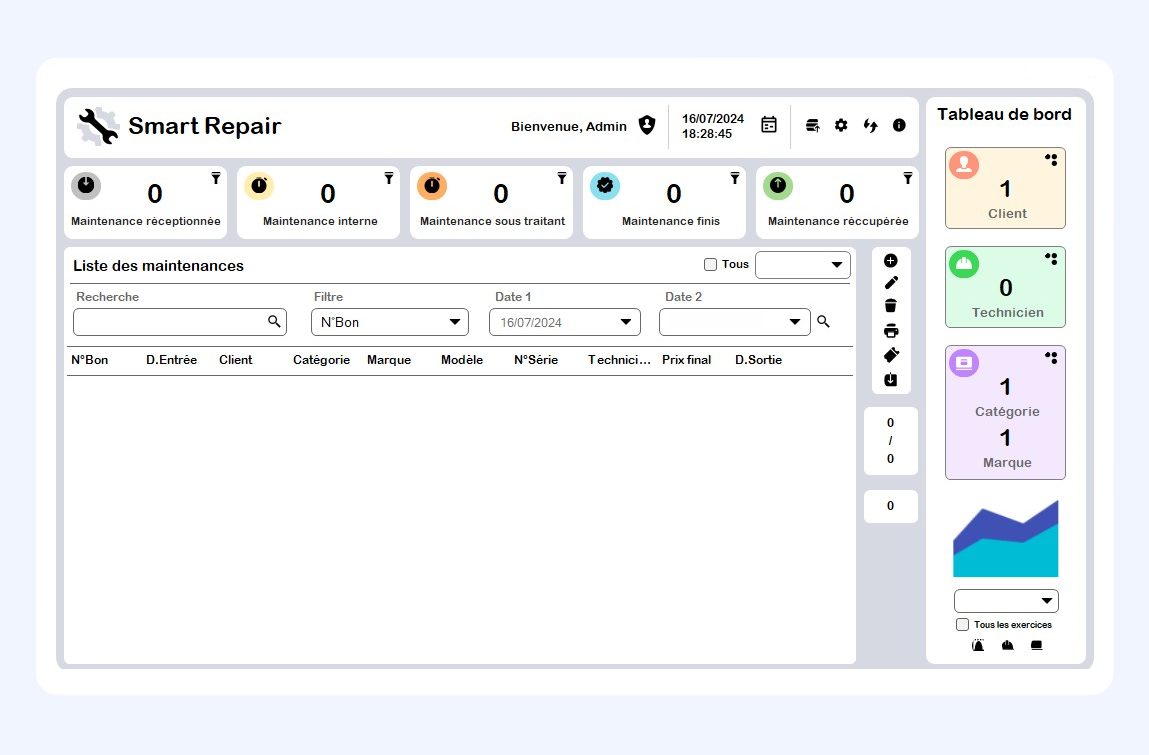 Smart Repair
Bienvenue, Admin
16/07/2024
18:28:45
Tableau de bord
0
Maintenance réceptionnée
0
Maintenance interne
0
Maintenance sous traitant
0
Maintenance finis
0
Maintenance réccupérée
1
Client
0
Technicien
1
Catégorie
1
Marque
Liste des maintenances
Tous
Recherche
Filtre
Date 1
Date 2
N°Bon
16/07/2024
N°Bon D.Entrée Client Catégorie Marque Modèle N°Série Technici... Prix final D.Sortie
0
/
0
0
Tous les exercices